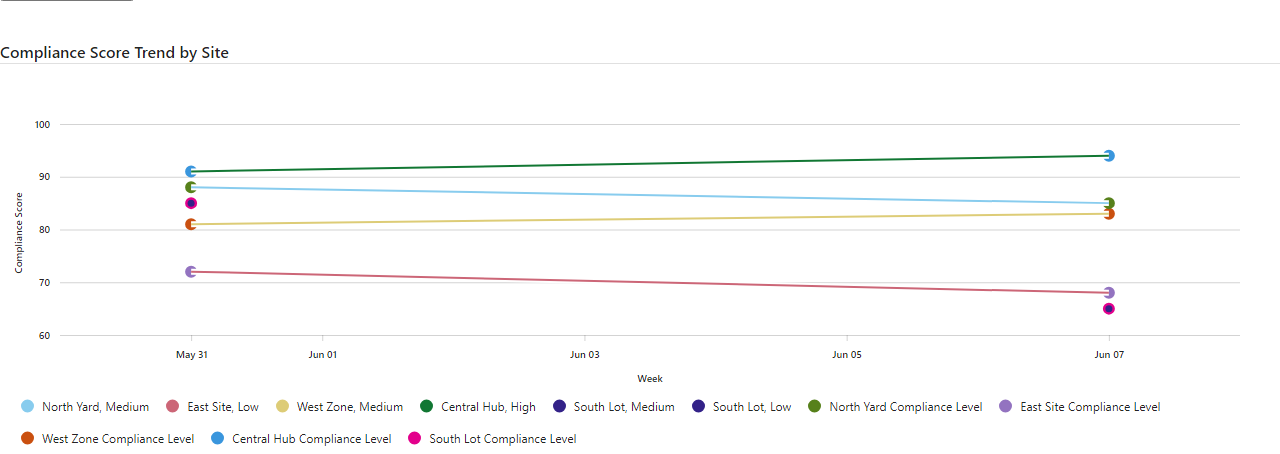 Compliance Score Trend by Site
100
90
80
70
60
Compliance Score
May 31 Jun 01 Jun 03 Jun 05 Jun 07
Week
North Yard, Medium East Site, Low West Zone, Medium Central Hub, High South Lot, Medium South Lot, Low North Yard Compliance Level East Site Compliance Level
West Zone Compliance Level Central Hub Compliance Level South Lot Compliance Level